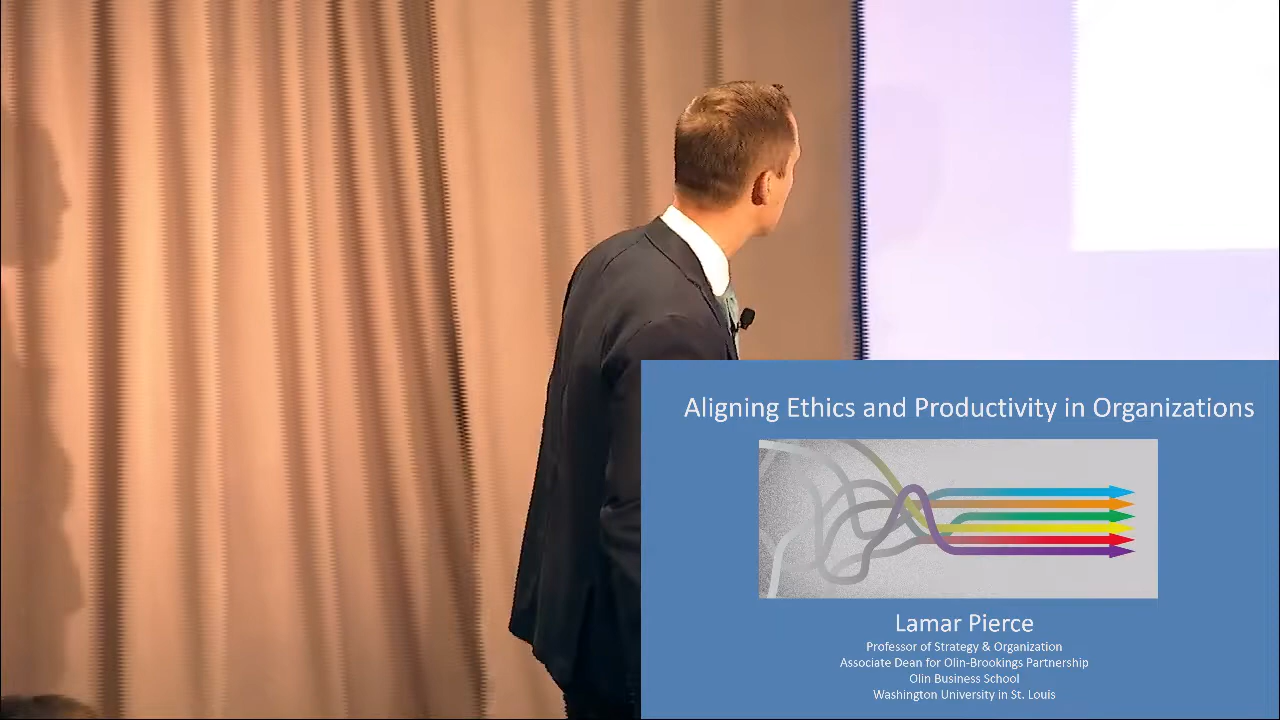 Aligning Ethics and Productivity in Organizations
Lamar Pierce
Professor of Strategy & Organization
Associate Dean for Olin-Brookings Partnership
Olin Business School
Washington University in St. Louis